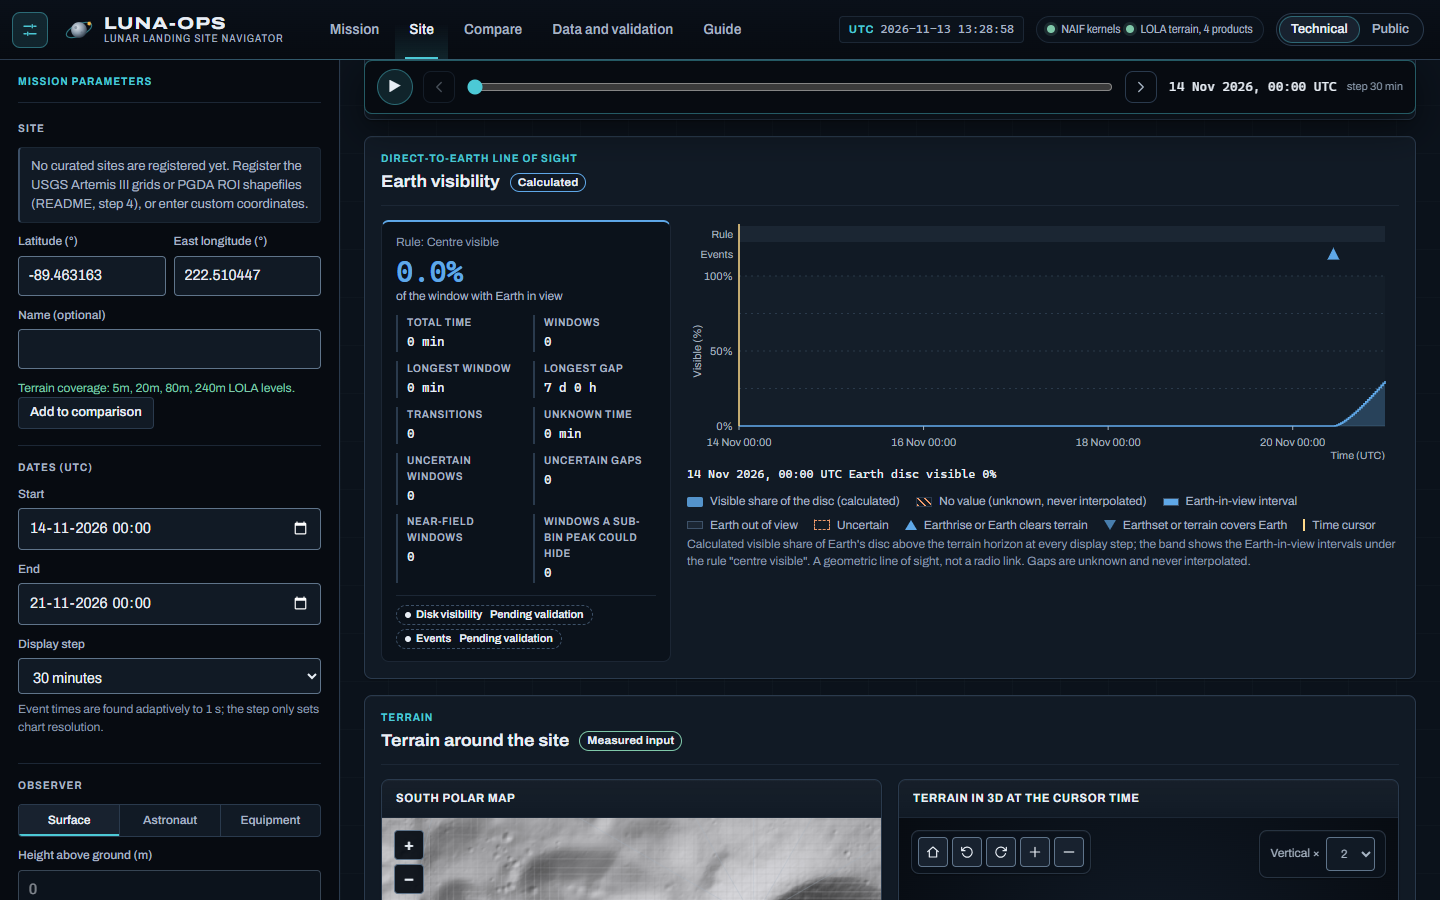 LUNA-OPS
LUNAR LANDING SITE NAVIGATOR
Mission
Site
Compare
Data and validation
Guide
UTC 2026-11-13 13:28:58
NAIF kernels
LOLA terrain, 4 products
Technical
Public
MISSION PARAMETERS
SITE
No curated sites are registered yet. Register the
USGS Artemis III grids or PGDA ROI shapefiles
(README, step 4), or enter custom coordinates.
Latitude (°)
East longitude (°)
-89.463163
222.510447
Name (optional)
Terrain coverage: 5m, 20m, 80m, 240m LOLA levels.
Add to comparison
DATES (UTC)
Start
14-11-2026 00:00
End
21-11-2026 00:00
Display step
30 minutes
Event times are found adaptively to 1 s; the step only sets
chart resolution.
OBSERVER
Surface
Astronaut
Equipment
Height above ground (m)
0
14 Nov 2026, 00:00 UTC
step 30 min
DIRECT-TO-EARTH LINE OF SIGHT
Earth visibility
Calculated
Rule: Centre visible
0.0%
of the window with Earth in view
TOTAL TIME
0 min
WINDOWS
0
LONGEST WINDOW
0 min
LONGEST GAP
7 d 0 h
TRANSITIONS
0
UNKNOWN TIME
0 min
UNCERTAIN
WINDOWS
0
UNCERTAIN GAPS
0
NEAR-FIELD
WINDOWS
0
WINDOWS A SUB-
BIN PEAK COULD
HIDE
0
Disk visibility Pending validation
Events Pending validation
Rule
Events
100%
50%
0%
Visible (%)
14 Nov 00:00
16 Nov 00:00
18 Nov 00:00
20 Nov 00:00
Time (UTC)
14 Nov 2026, 00:00 UTC Earth disc visible 0%
Visible share of the disc (calculated)
No value (unknown, never interpolated)
Earth-in-view interval
Earth out of view
Uncertain
Earthrise or Earth clears terrain
Earthset or terrain covers Earth
Time cursor
Calculated visible share of Earth's disc above the terrain horizon at every display step; the band shows the Earth-in-view intervals under
the rule "centre visible". A geometric line of sight, not a radio link. Gaps are unknown and never interpolated.
TERRAIN
Terrain around the site
Measured input
SOUTH POLAR MAP
+
−
TERRAIN IN 3D AT THE CURSOR TIME
Vertical ×
2